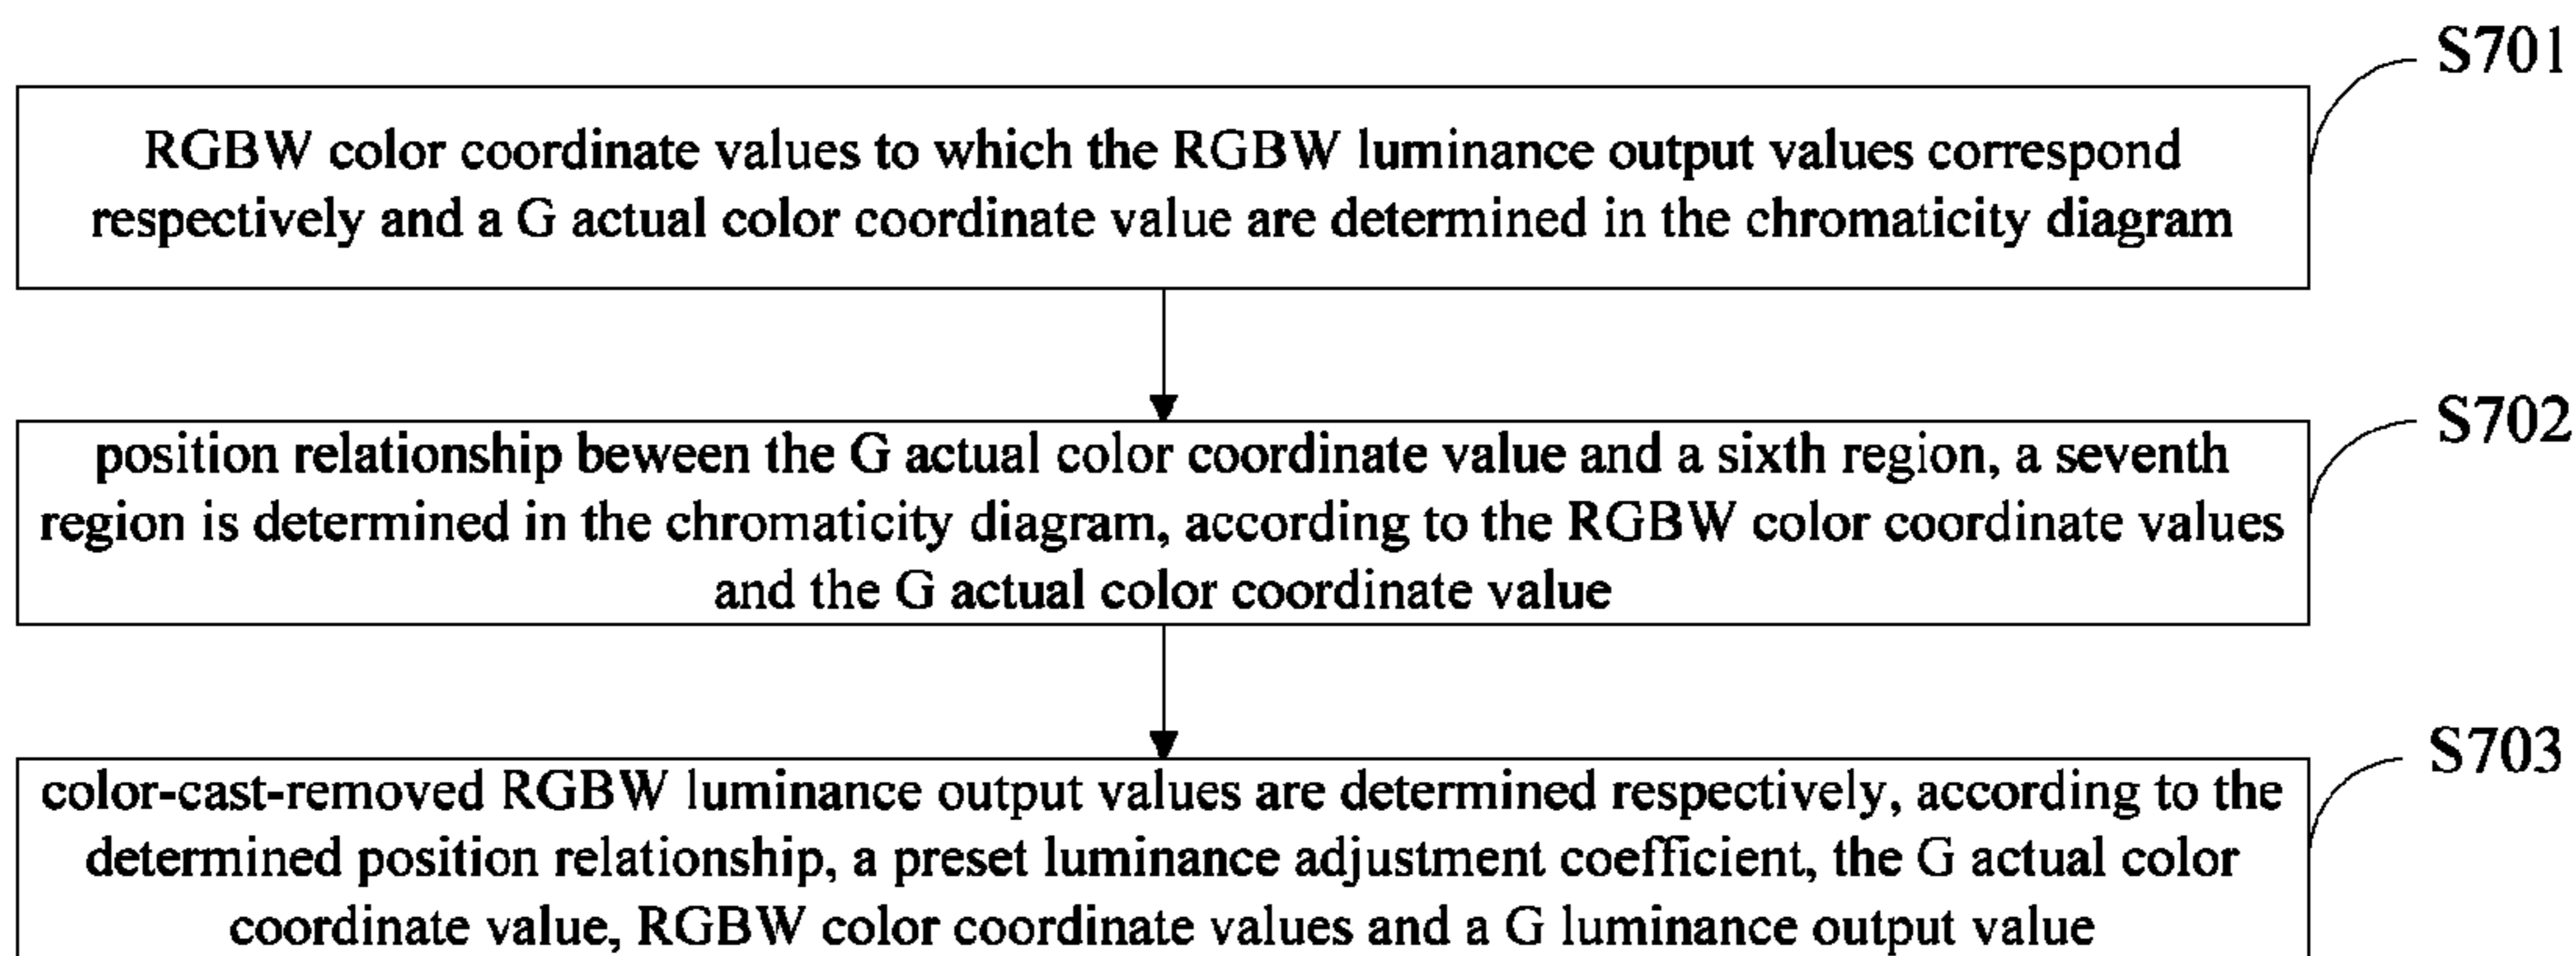 S701
RGBW color coordinate values to which the RGBW luminance output values correspond
respectively and a G actual color coordinate value are determined in the chromaticity diagram
S702
position relationship beween the G actual color coordinate value and a sixth region, a seventh
region is determined in the chromaticity diagram, according to the RGBW color coordinate values
and the G actual color coordinate value
S703
color-cast-removed RGBW luminance output values are determined respectively, according to the
determined position relationship, a preset luminance adjustment coefficient, the G actual color
coordinate value, RGBW color coordinate values and a G luminance output value